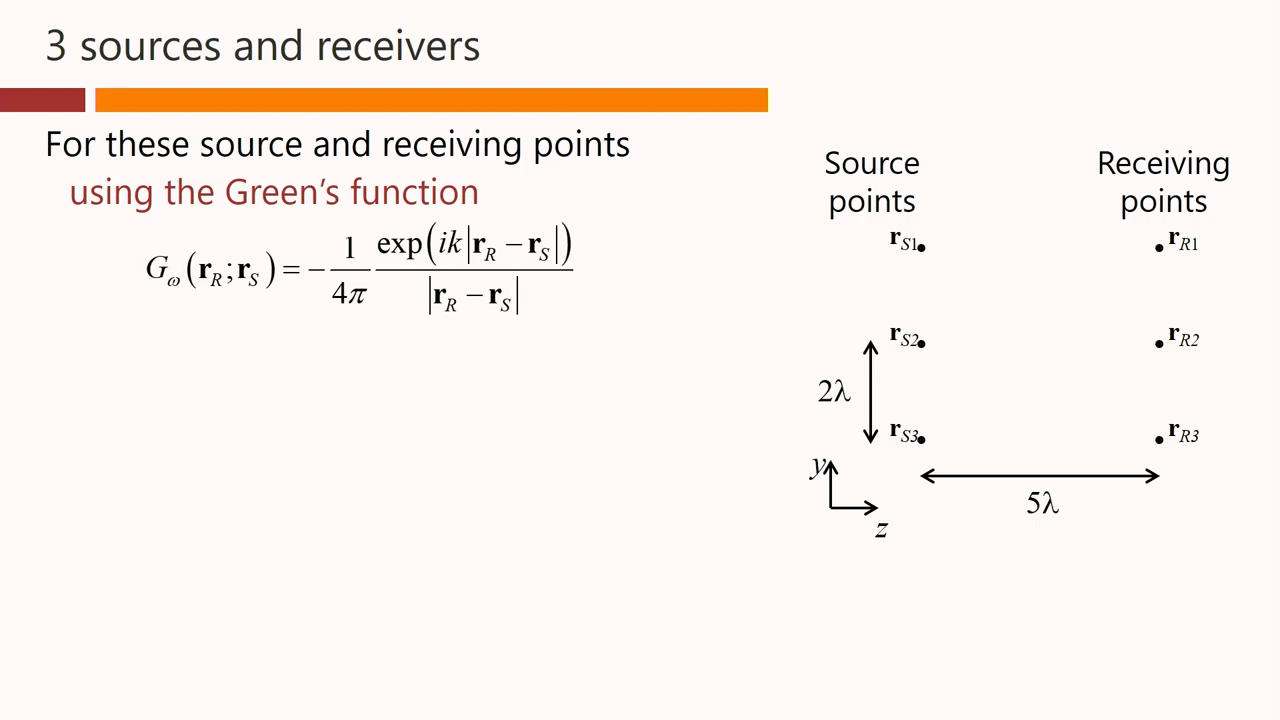 3 sources and receivers
For these source and receiving points
using the Green’s function
G_ω(r_R; r_S) = − 1/4π exp(ik|r_R − r_S|)/|r_R − r_S|
Source points
Receiving points
r_S1
r_R1
r_S2
r_R2
2λ
r_S3
r_R3
y
5λ
z